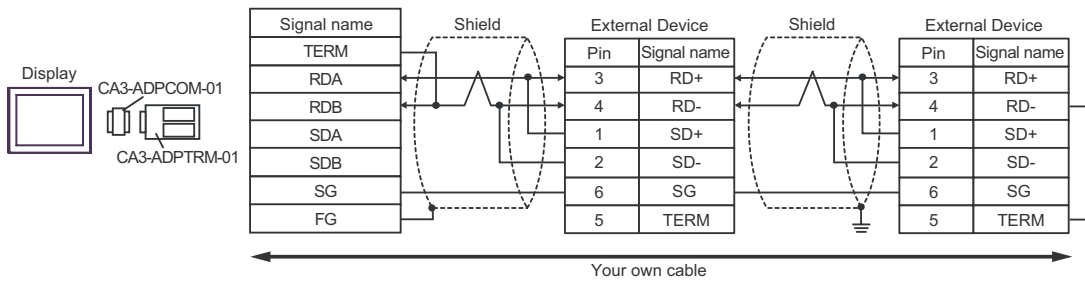 Display
CA3-ADPCOM-01
CA3-ADPTRM-01
Signal name
TERM
RDA
RDB
SDA
SDB
SG
FG
Shield
External Device
Pin Signal name
3 RD+
4 RD-
1 SD+
2 SD-
6 SG
5 TERM
Shield
External Device
Pin Signal name
3 RD+
4 RD-
1 SD+
2 SD-
6 SG
5 TERM
Your own cable